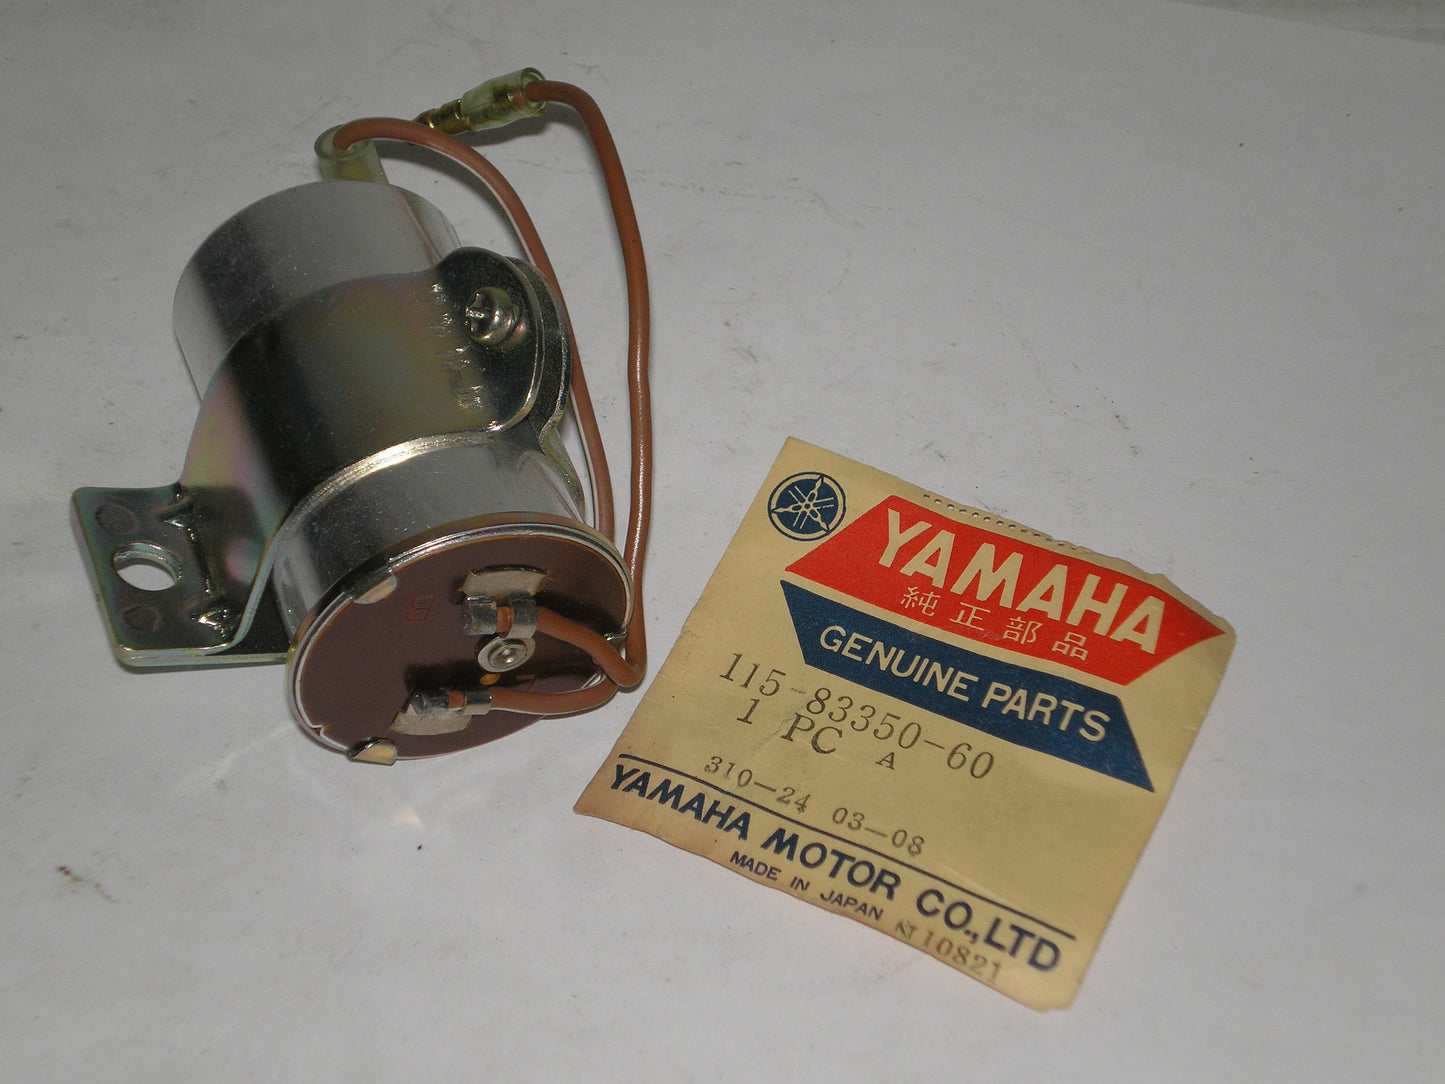 YAMAHA
純正部品
GENUINE PARTS
115-83350-60
1 PC A
310-24 03-08
YAMAHA MOTOR CO.,LTD
MADE IN JAPAN
10821
B